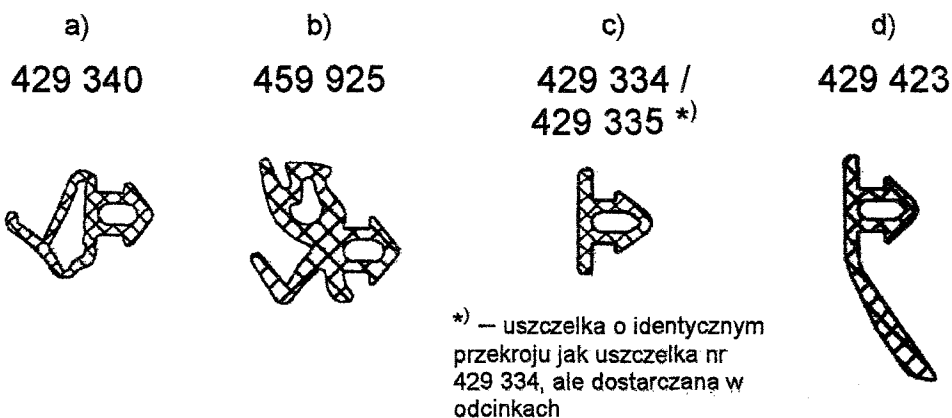 a)
429 340
b)
459 925
c)
429 334 /
429 335 *)
d)
429 423
*) – uszczelka o identycznym
przekroju jak uszczelka nr
429 334, ale dostarczana w
odcinkach